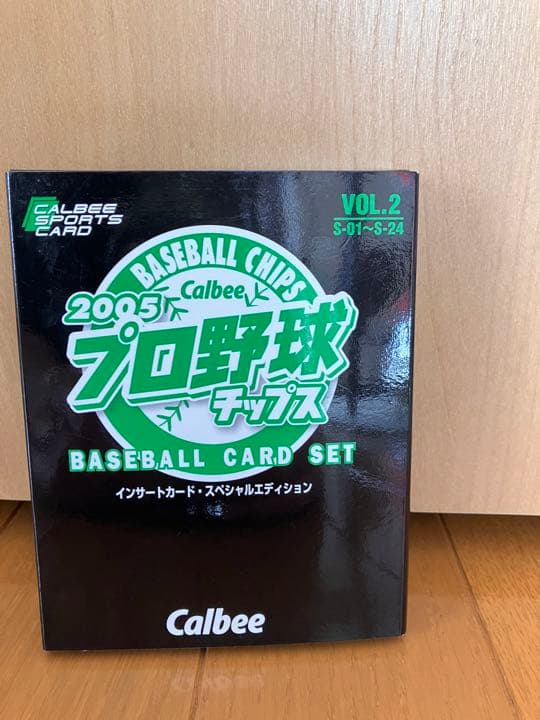 CALBEE
SPORTS
CARD
VOL.2
S-01～S-24
BASEBALL CHIPS
Calbee
2005
プロ野球
チップス
BASEBALL CARD SET
インサートカード・スペシャルエディション
Calbee